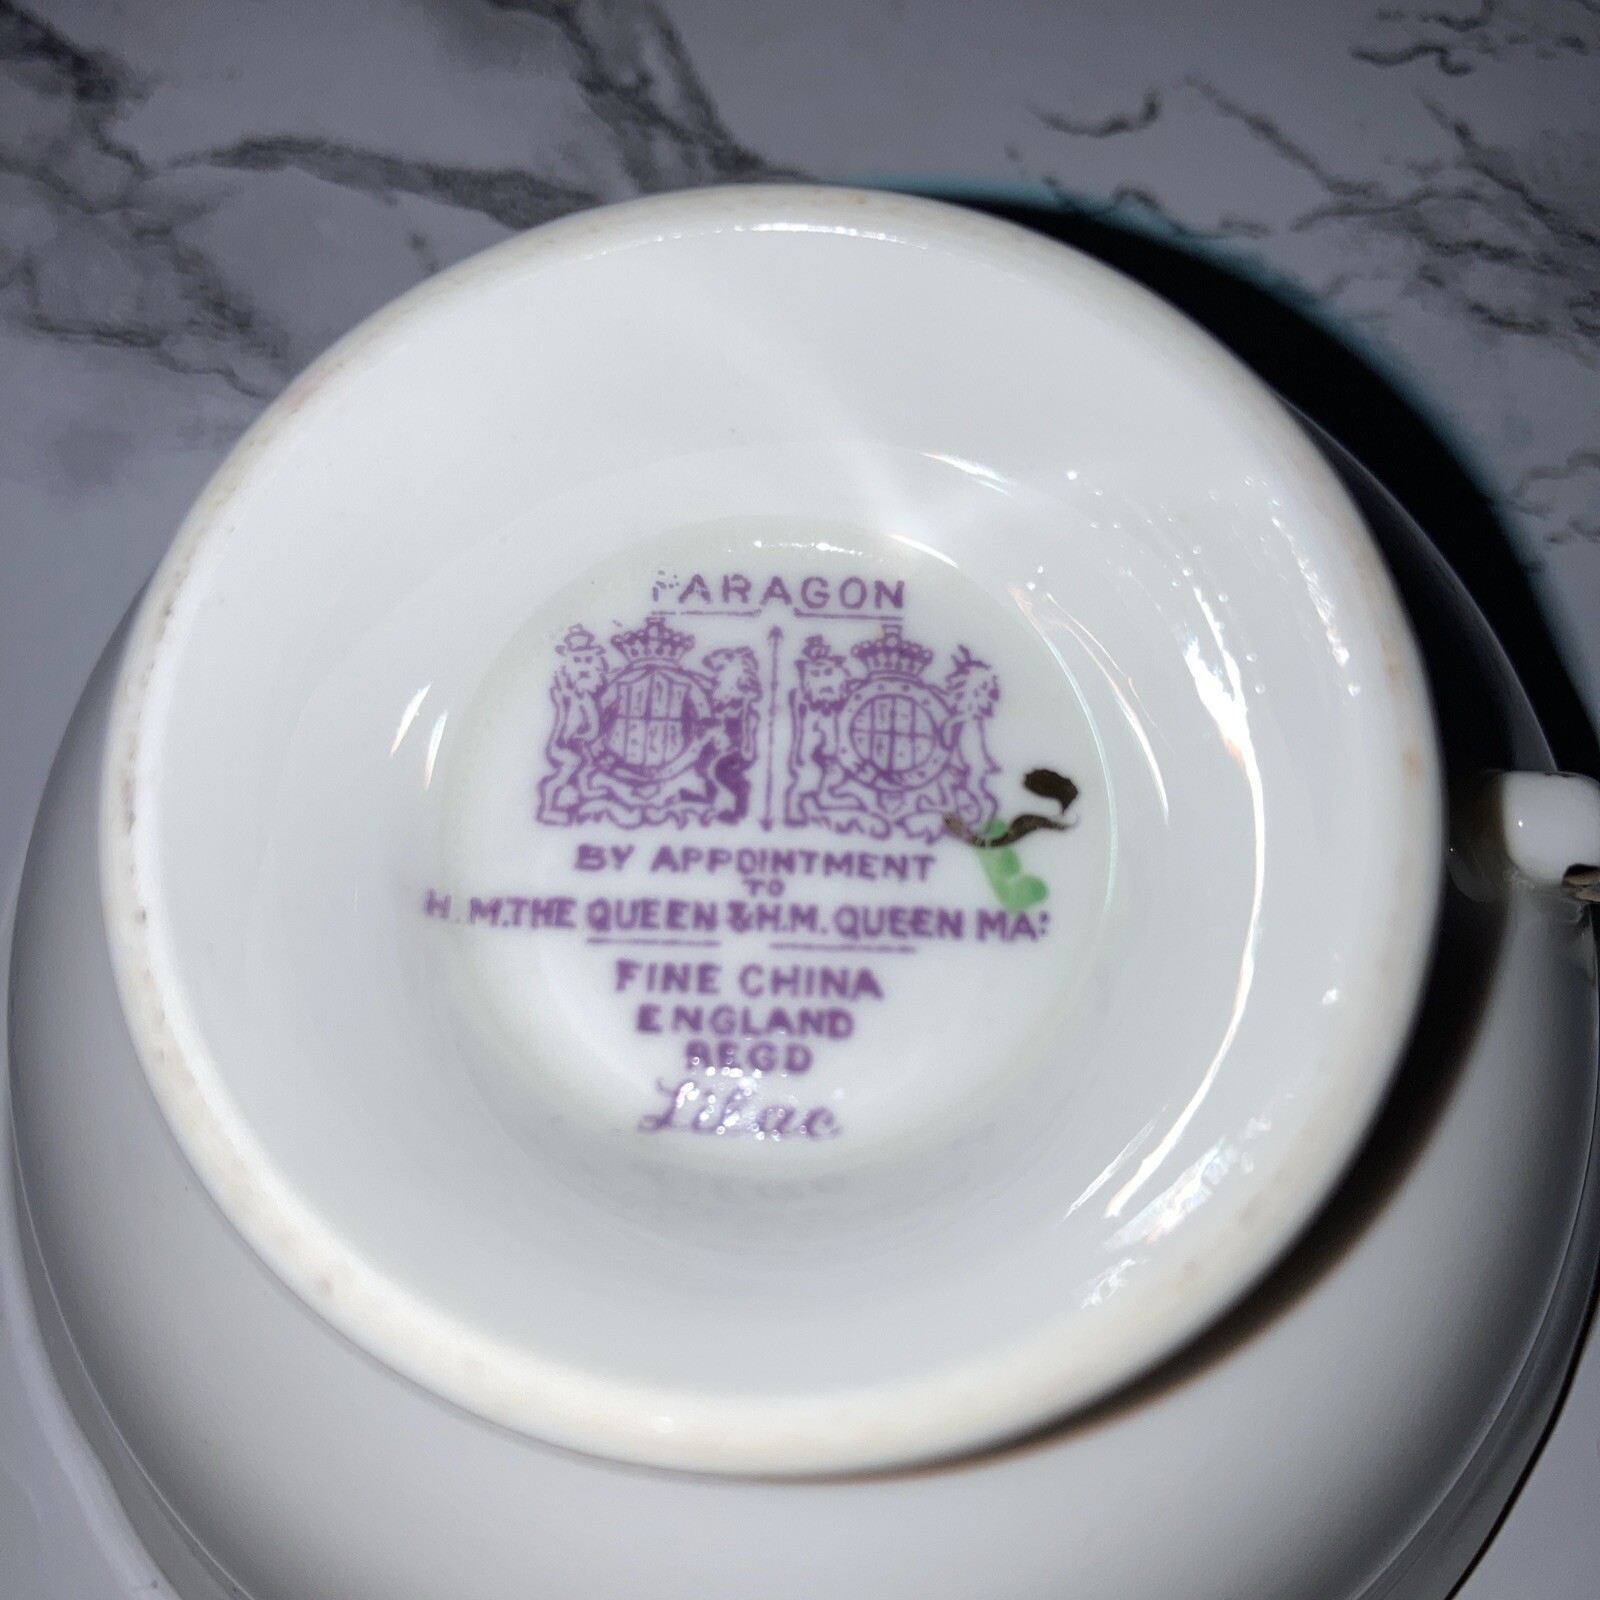 PARAGON
BY APPOINTMENT
TO
H.M. THE QUEEN & H.M. QUEEN MA:
FINE CHINA
ENGLAND
REGD
Lilac